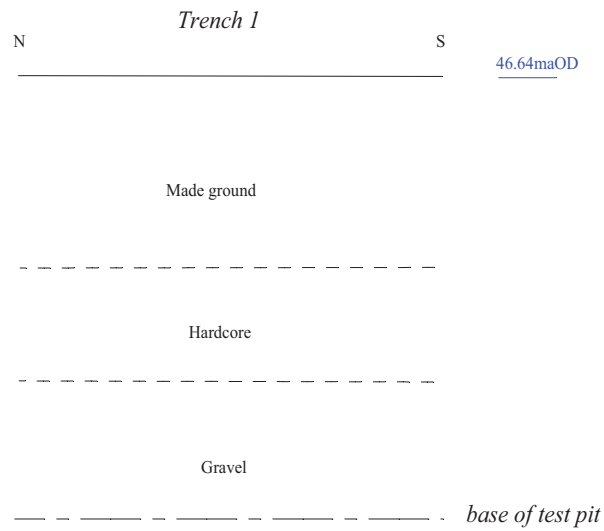 Trench 1
N
S
46.64maOD
Made ground
Hardcore
Gravel
base of test pit